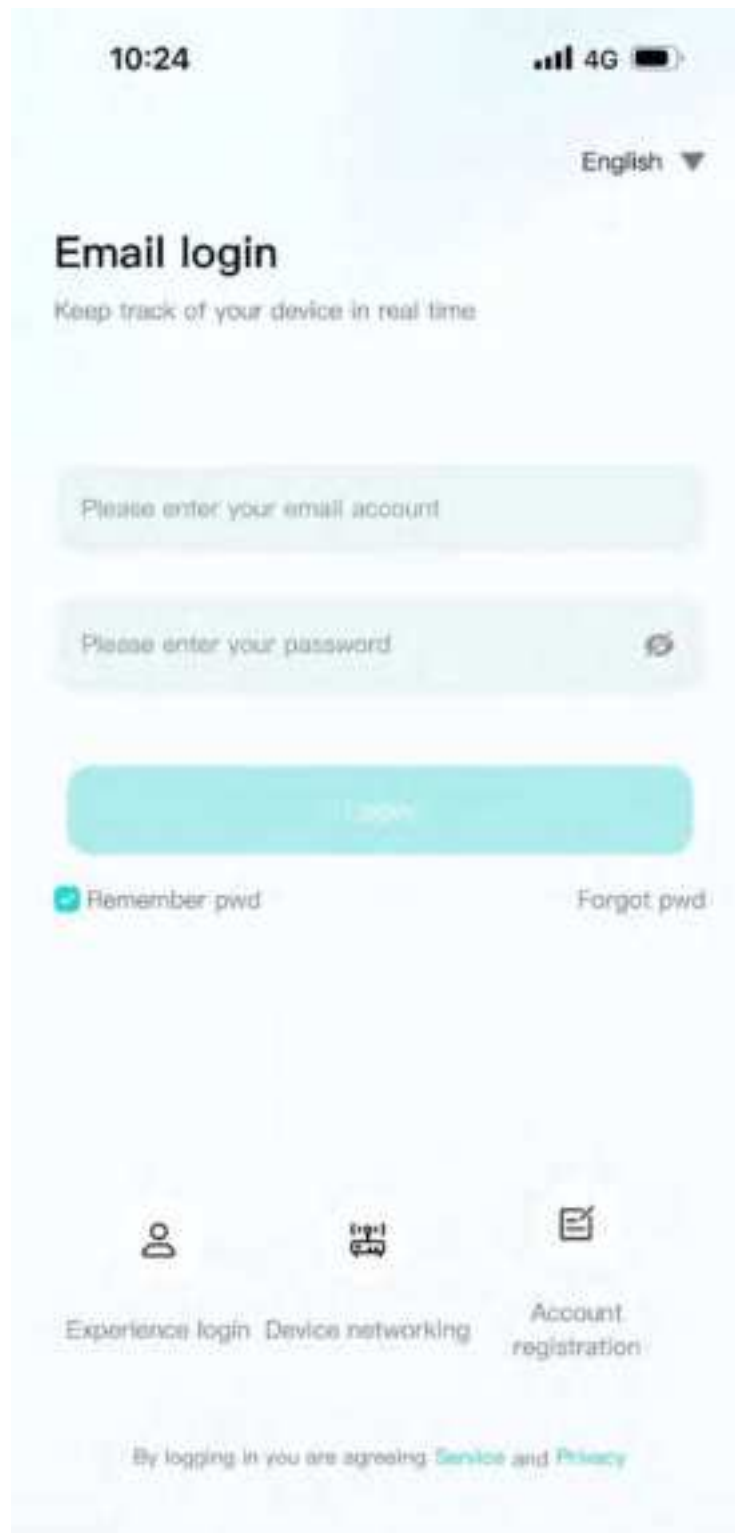 10:24
4G
English
Email login
Keep track of your device in real time
Please enter your email account
Please enter your password
Login
Remember pwd
Forgot pwd
Experience login
Device networking
Account
registration
By logging in you are agreeing Service and Privacy